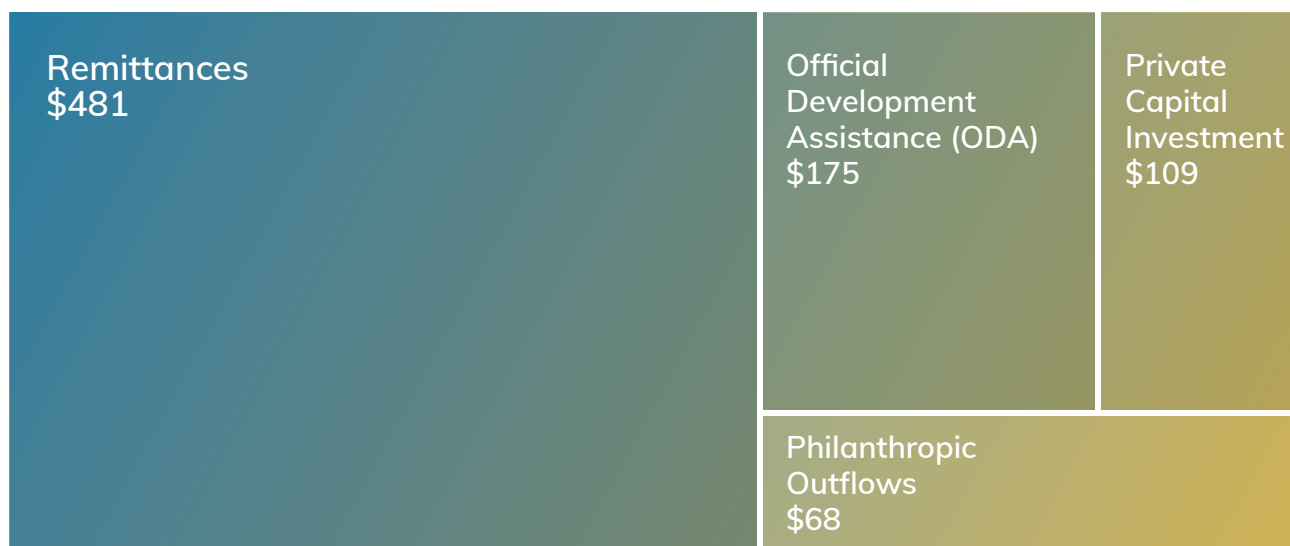 Remittances
$481
Official
Development
Assistance (ODA)
$175
Private
Capital
Investment
$109
Philanthropic
Outflows
$68